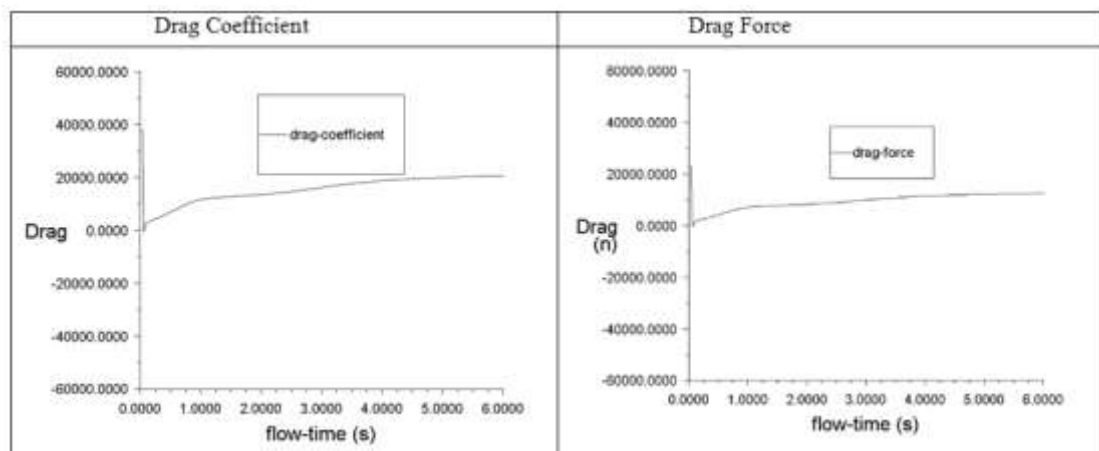 Drag Coefficient
60000.0000
40000.0000
drag-coefficient
20000.0000
Drag
0.0000
-20000.0000
-40000.0000
-60000.0000
0.0000 1.0000 2.0000 3.0000 4.0000 5.0000 6.0000
flow-time (s)
Drag Force
60000.0000
40000.0000
drag-force
20000.0000
Drag
(n)
0.0000
-20000.0000
-40000.0000
-60000.0000
0.0000 1.0000 2.0000 3.0000 4.0000 5.0000 6.0000
flow-time (s)